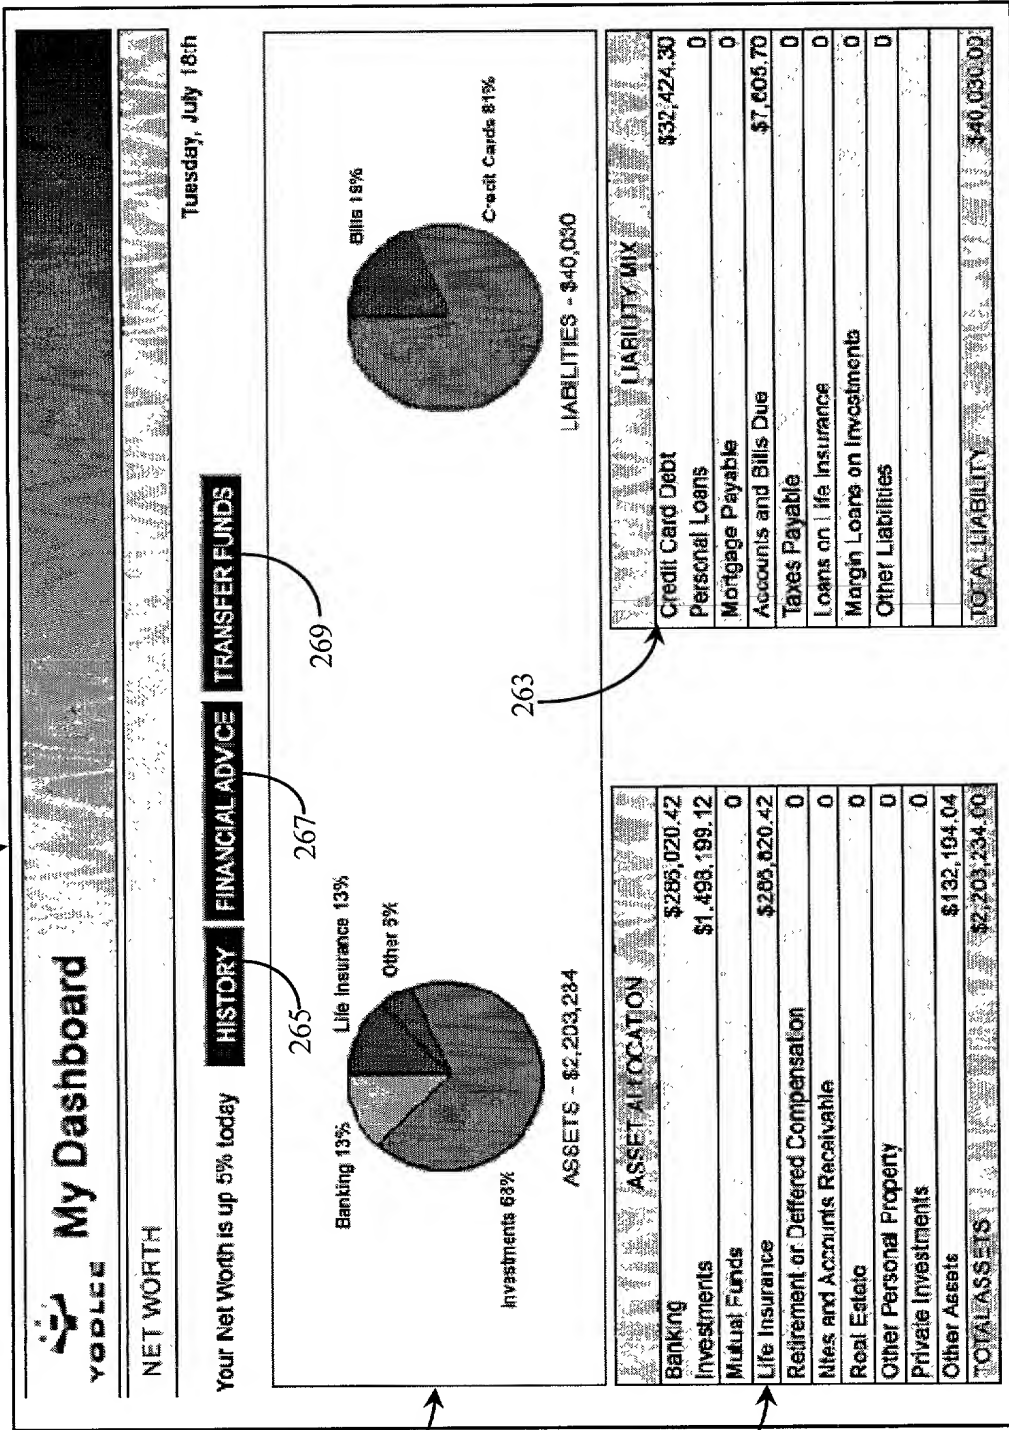 YODLEE My Dashboard
NET WORTH
Tuesday, July 18th
Your Net Worth is up 5% today
HISTORY
FINANCIAL ADVICE
TRANSFER FUNDS
265
267
269
Banking 13%
Life Insurance 13%
Other 6%
Investments 68%
ASSETS - $2,203,234
Bills 18%
Credit Cards 81%
LIABILITIES - $40,030
263
ASSET ALLOCATION
Banking $286,020.42
Investments $1,498,199.12
Mutual Funds 0
Life Insurance $286,820.42
Retirement or Deffered Compensation 0
Ntes and Accounts Receivable 0
Real Estate 0
Other Personal Property 0
Private Investments 0
Other Assets $132,194.04
TOTAL ASSETS $2,203,234.00
LIABILITY MIX
Credit Card Debt $32,424.30
Personal Loans 0
Mortgage Payable 0
Accounts and Bills Due $7,605.70
Taxes Payable 0
Loans on Life Insurance 0
Margin Loans on Investments 0
Other Liabilities 0
TOTAL LIABILITY $40,030.00